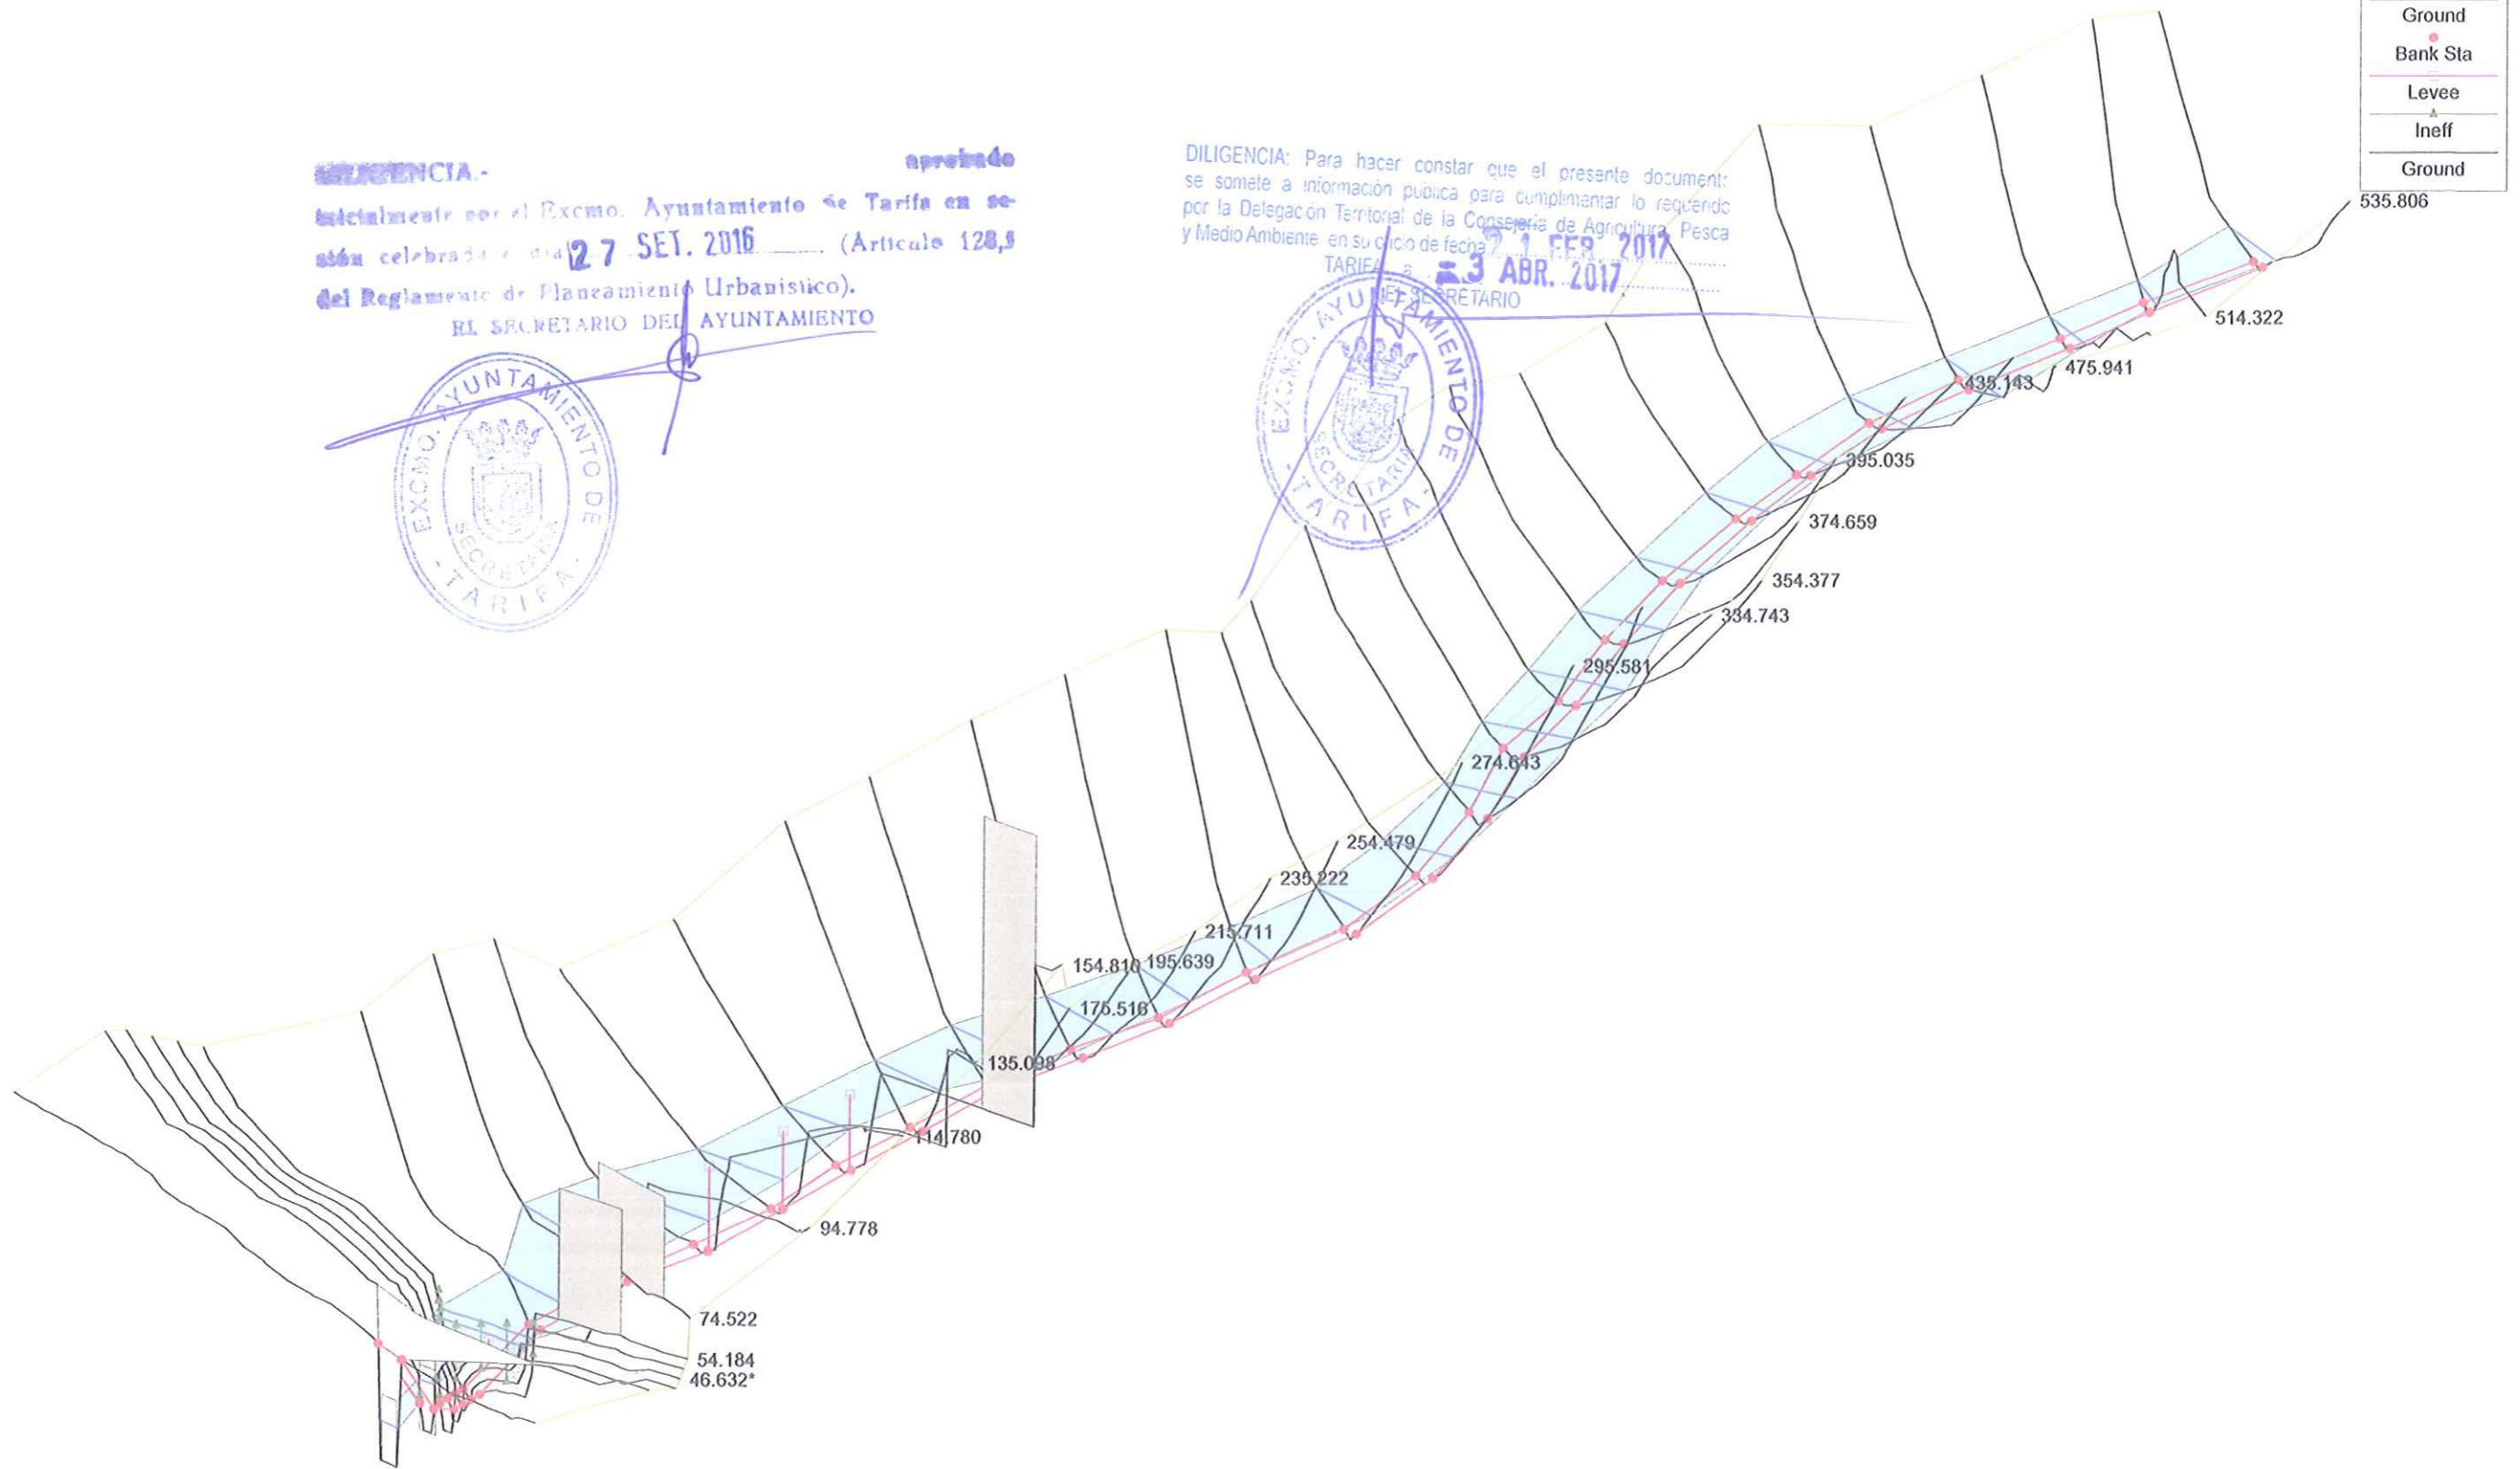 Ground
Bank Sta
Levee
Ineff
Ground
aprobado
inicialmente por el Excmo. Ayuntamiento de Tarifa en se-
sión celebrada día 27 SET. 2016 (Artículo 128,5
del Reglamento de Planeamiento Urbanístico).
EL SECRETARIO DEL AYUNTAMIENTO
EXCMO. AYUNTAMIENTO DE
- TARIFA -
SECRETARIA
DILIGENCIA: Para hacer constar que el presente documento
se somete a información pública para cumplimentar lo requerido
por la Delegación Territorial de la Consejería de Agricultura, Pesca
y Medio Ambiente en su oficio de fecha 21 FEB. 2017
TARIFA a 3 ABR. 2017
EL SECRETARIO
EXCMO. AYUNTAMIENTO DE
- TARIFA -
SECRETARIA
535.806
514.322
475.941
435.143
395.035
374.659
354.377
334.743
295.581
274.643
254.479
235.222
215.711
195.639
154.810
175.516
135.098
114.780
94.778
74.522
54.184
46.632*